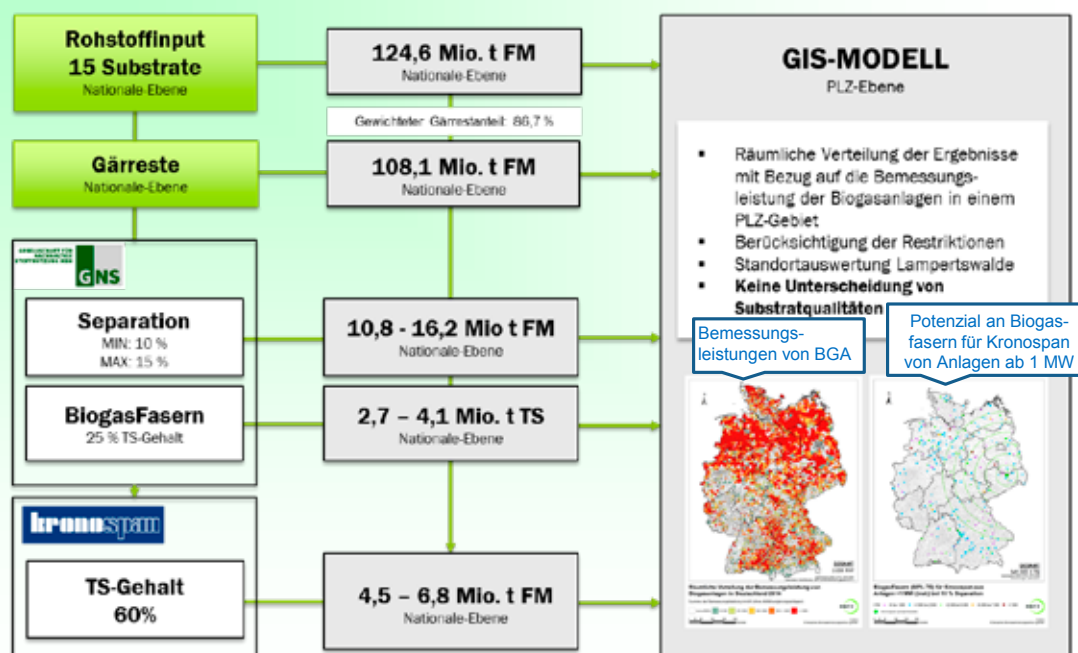 Rohstoffinput
15 Substrate
Nationale-Ebene
124,6 Mio. t FM
Nationale-Ebene
Gewichteter Gärrestanteil: 86,7 %
Gärreste
Nationale-Ebene
108,1 Mio. t FM
Nationale-Ebene
GNS
Separation
MIN: 10 %
MAX: 15 %
10,8 - 16,2 Mio t FM
Nationale-Ebene
BiogasFasern
25 % TS-Gehalt
2,7 – 4,1 Mio. t TS
Nationale-Ebene
kronospan
TS-Gehalt
60%
4,5 – 6,8 Mio. t FM
Nationale-Ebene
GIS-MODELL
PLZ-Ebene
▪ Räumliche Verteilung der Ergebnisse
mit Bezug auf die Bemessungs-
leistung der Biogasanlagen in einem
PLZ-Gebiet
▪ Berücksichtigung der Restriktionen
▪ Standortauswertung Lampertswalde
▪ Keine Unterscheidung von
Substratqualitäten
Bemessungs-
leistungen von BGA
Potenzial an Biogas-
fasern für Kronospan
von Anlagen ab 1 MW